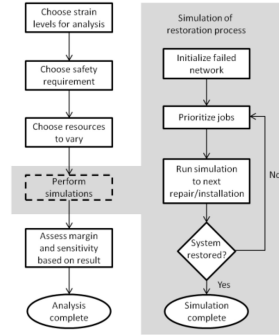 Choose strain
levels for analysis
Choose safety
requirement
Choose resources
to vary
Perform
simulations
Assess margin
and sensitivity
based on result
Analysis
complete
Simulation of
restoration process
Initialize failed
network
Prioritize jobs
Run simulation
to next
repair/installation
No
System
restored?
Yes
Simulation
complete